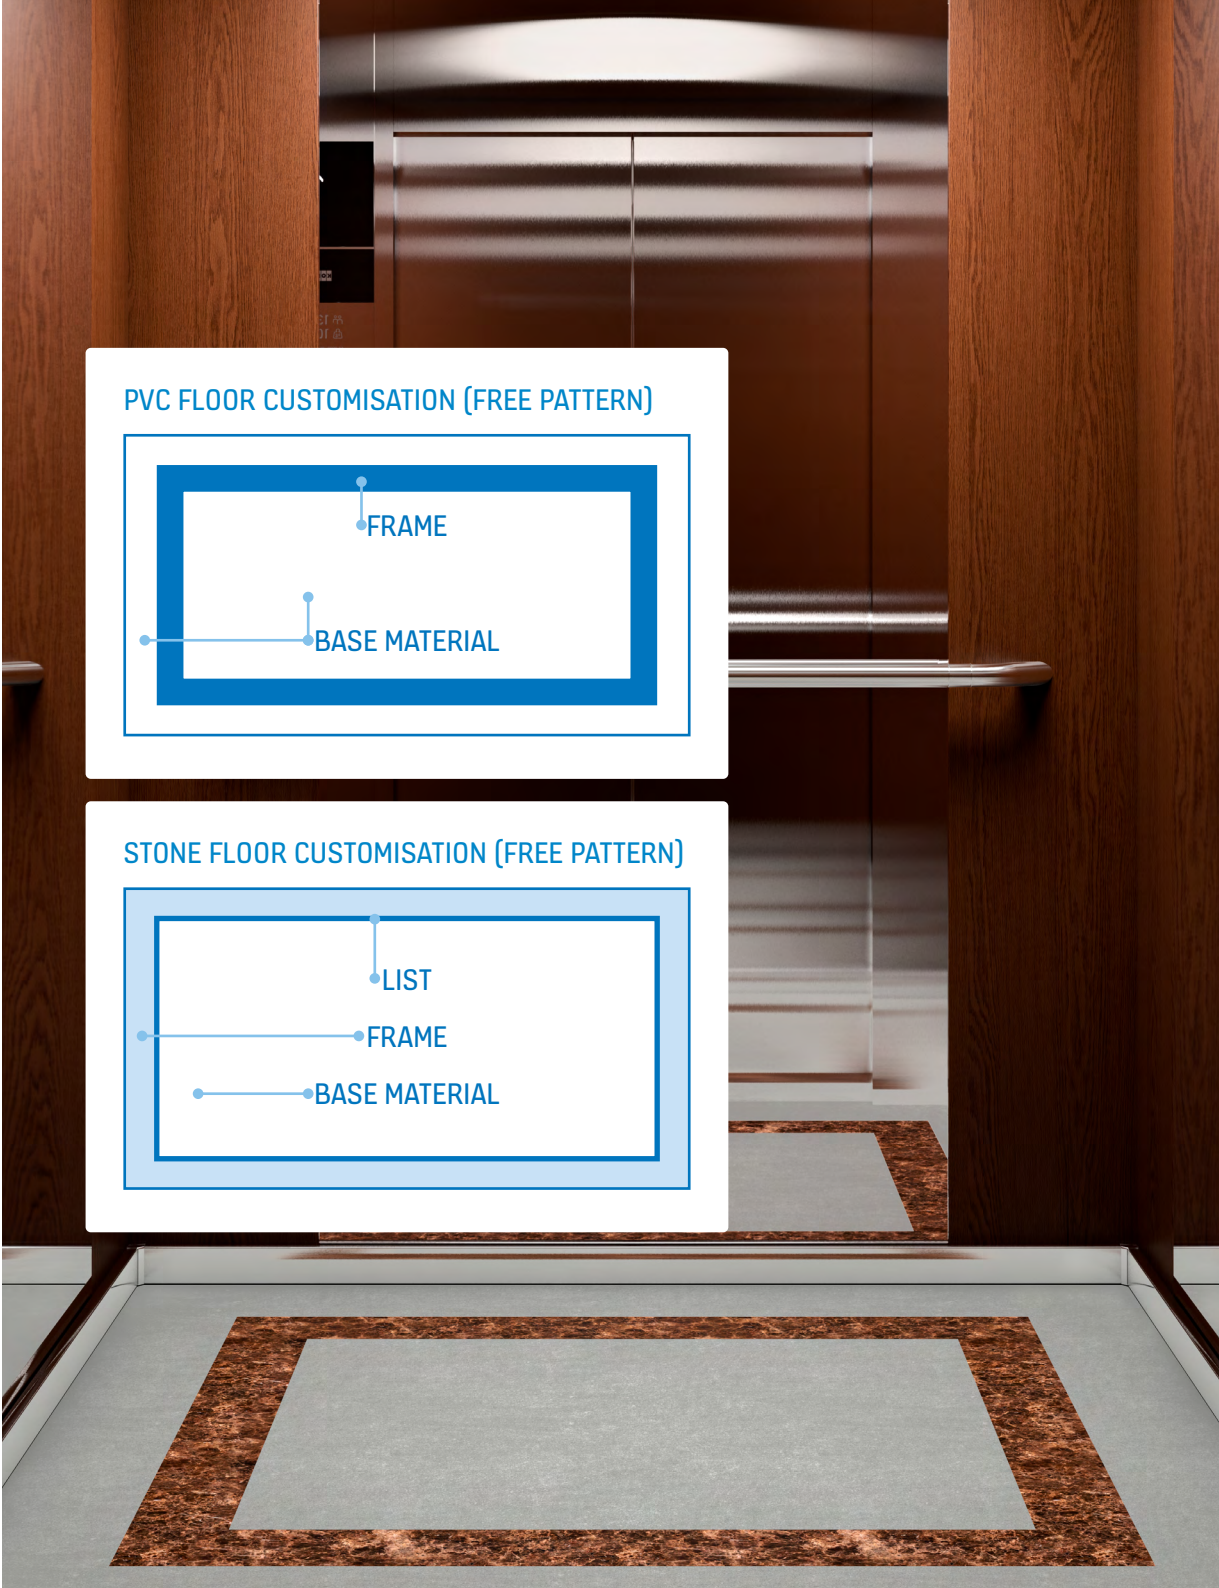 PVC FLOOR CUSTOMISATION (FREE PATTERN)
FRAME
BASE MATERIAL
STONE FLOOR CUSTOMISATION (FREE PATTERN)
LIST
FRAME
BASE MATERIAL